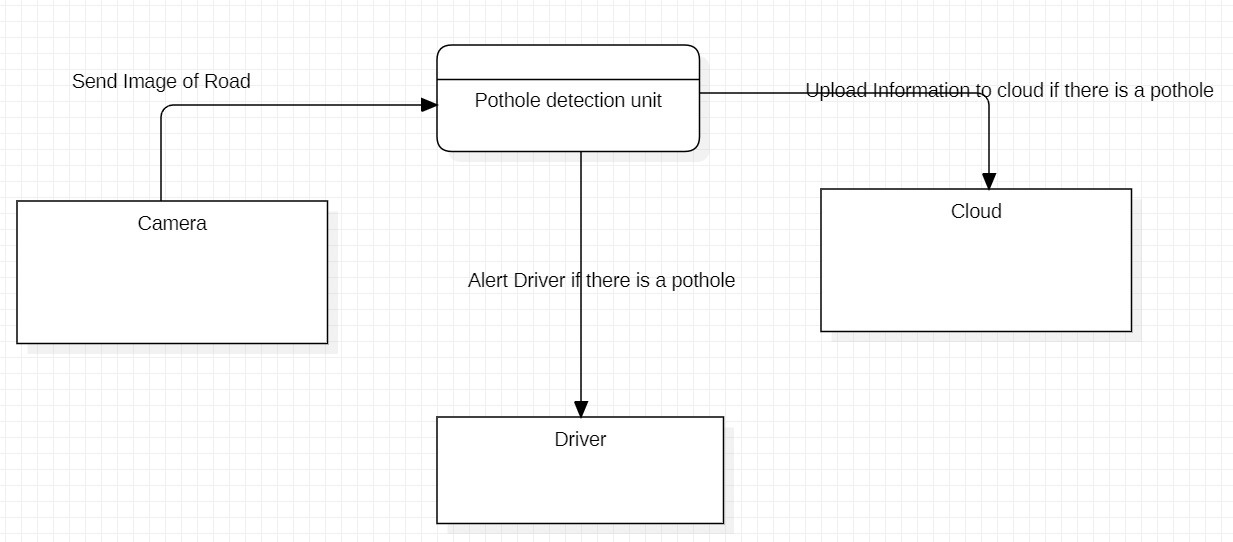 Send Image of Road
Upload Information to cloud if there is a pothole
Pothole detection unit
Camera
Cloud
Alert Driver if there is a pothole
Driver